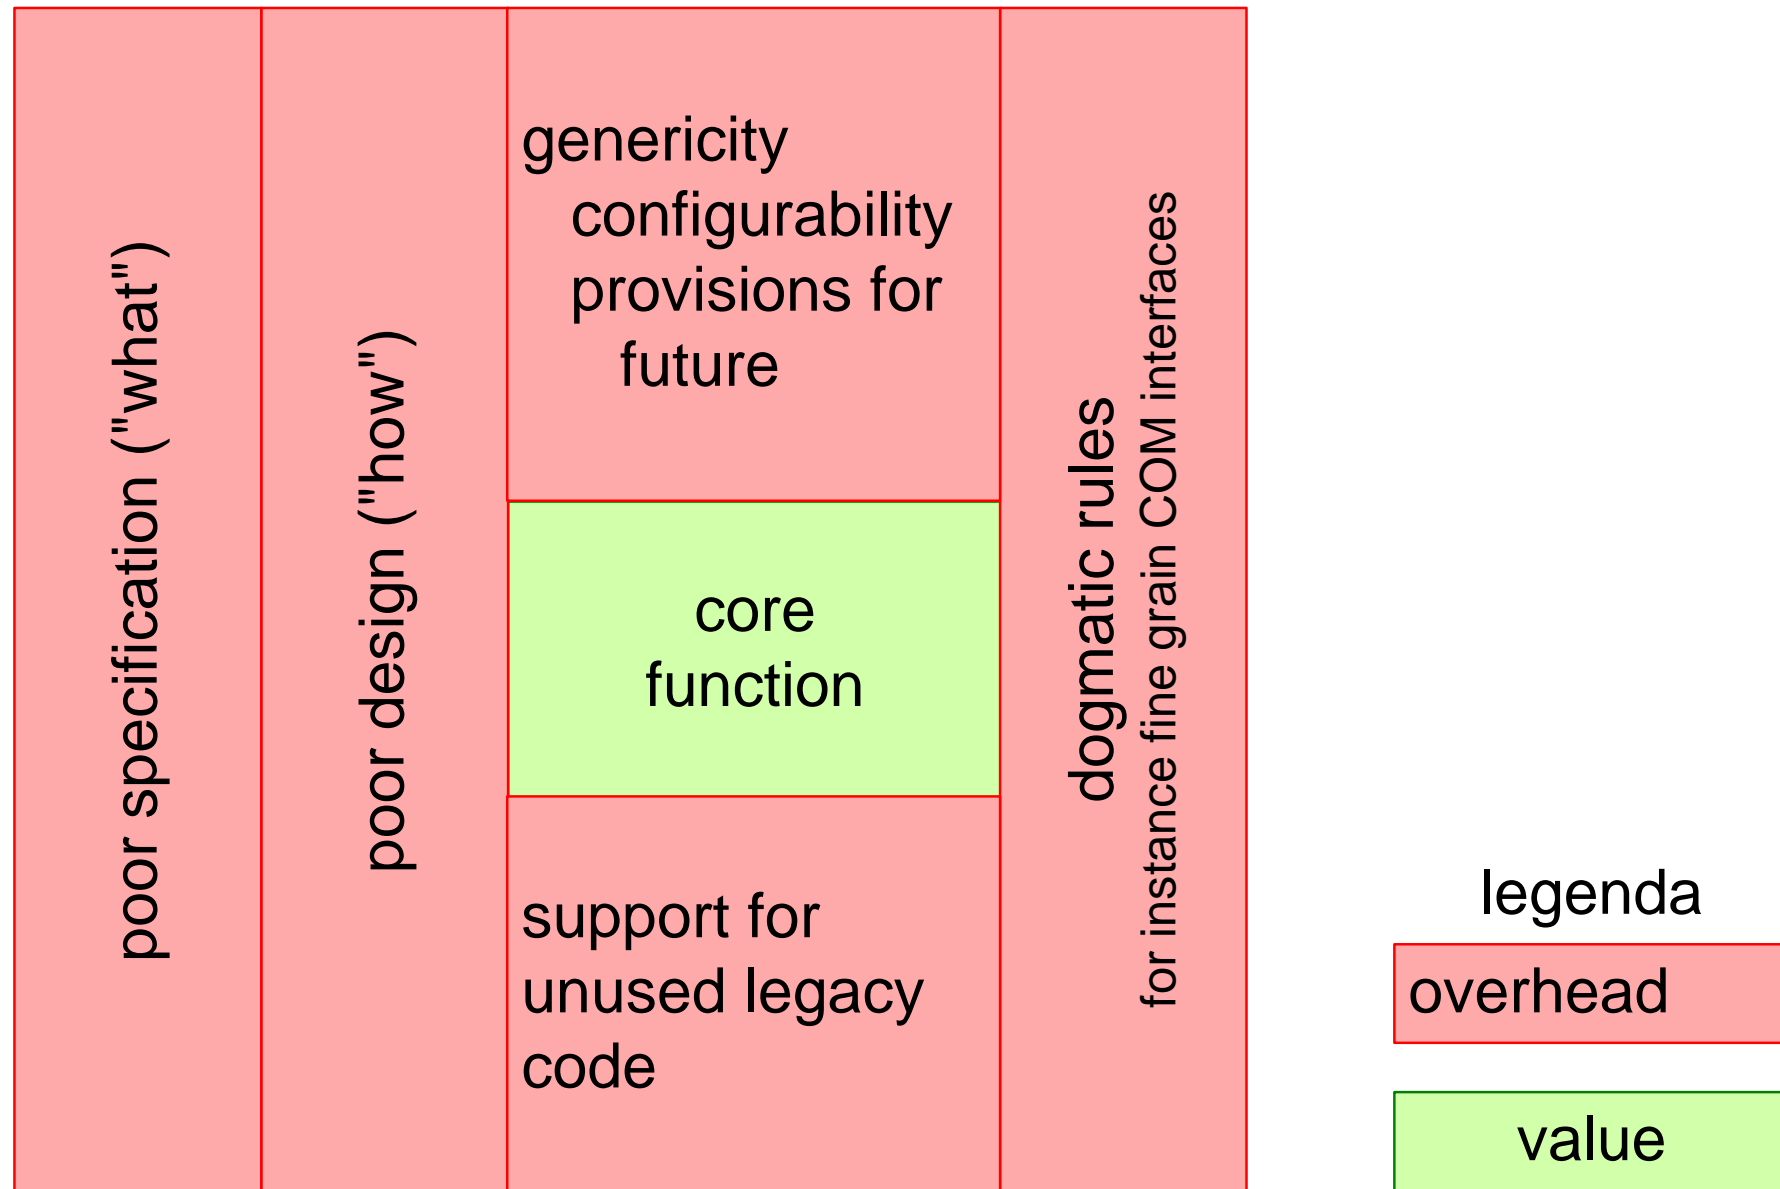 poor specification ("what")
poor design ("how")
genericity
configurability
provisions for
future
core
function
support for
unused legacy
code
dogmatic rules
for instance fine grain COM interfaces
legenda
overhead
value